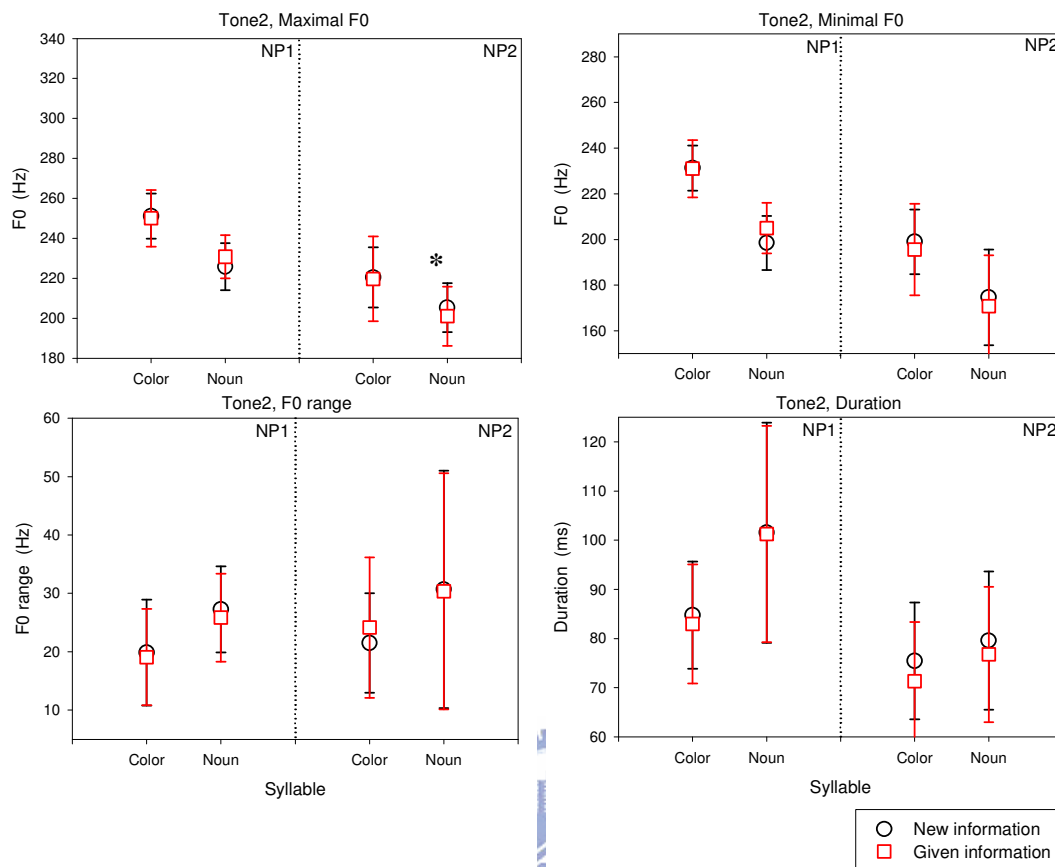 Tone2, Maximal F0
340
320
300
280
260
240
220
200
180
F0 (Hz)
NP1
NP2
*
Color
Noun
Color
Noun
Tone2, Minimal F0
280
260
240
220
200
180
160
F0 (Hz)
NP1
NP2
Color
Noun
Color
Noun
Tone2, F0 range
60
50
40
30
20
10
F0 range (Hz)
NP1
NP2
Color
Noun
Color
Noun
Syllable
Tone2, Duration
120
110
100
90
80
70
60
Duration (ms)
NP1
NP2
Color
Noun
Color
Noun
Syllable
New information
Given information